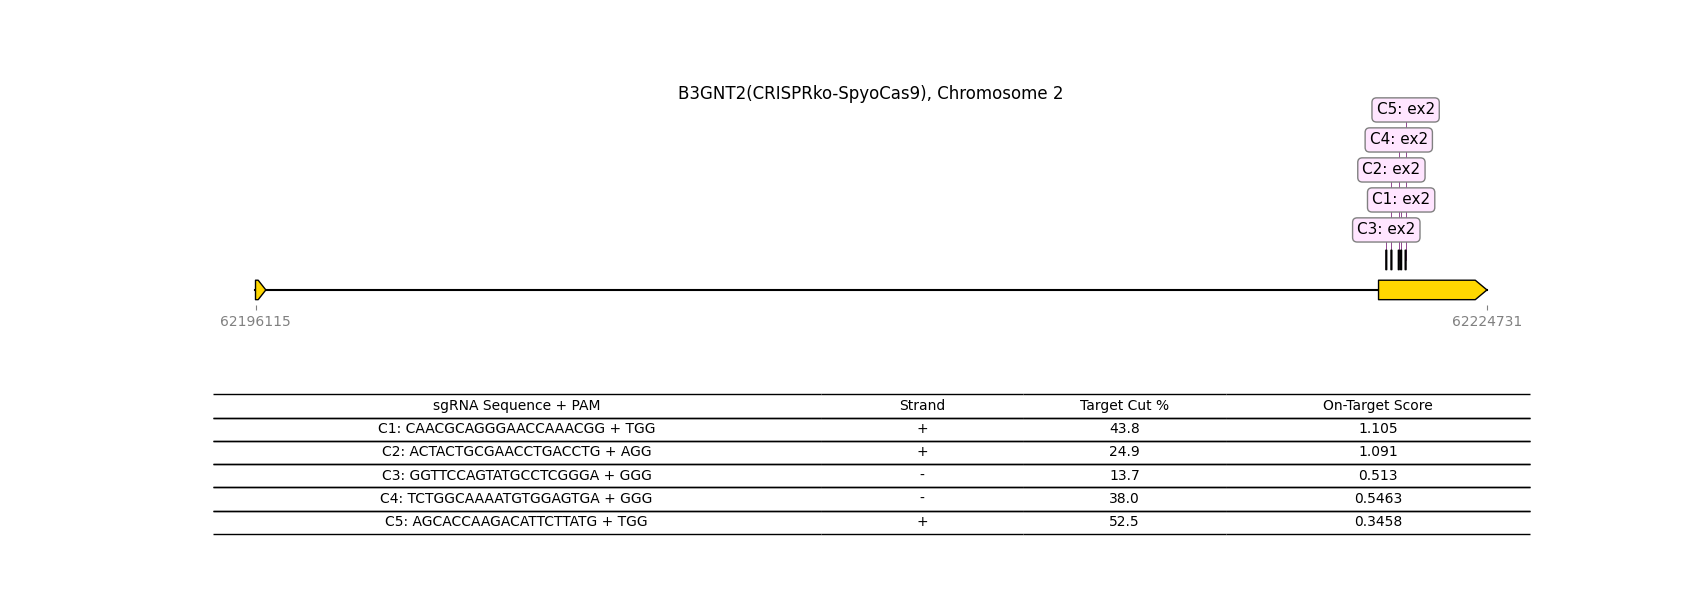 B3GNT2(CRISPRko-SpyoCas9), Chromosome 2
C5: ex2
C4: ex2
C2: ex2
C1: ex2
C3: ex2
62196115 62224731
sgRNA Sequence + PAM Strand Target Cut % On-Target Score
C1: CAACGCAGGGAACCAAACGG + TGG + 43.8 1.105
C2: ACTACTGCGAACCTGACCTG + AGG + 24.9 1.091
C3: GGTTCCAGTATGCCTCGGGA + GGG - 13.7 0.513
C4: TCTGGCAAAATGTGGAGTGA + GGG - 38.0 0.5463
C5: AGCACCAAGACATTCTTATG + TGG + 52.5 0.3458